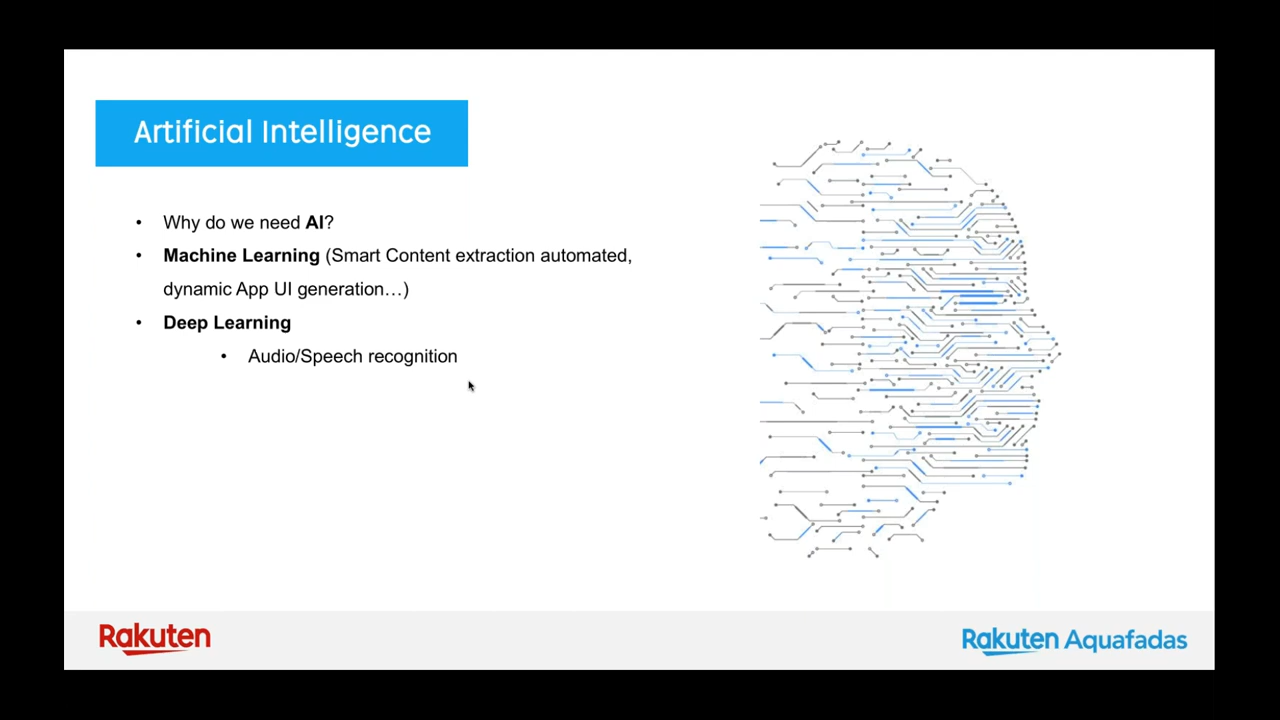 Artificial Intelligence
• Why do we need AI?
• Machine Learning (Smart Content extraction automated,
dynamic App UI generation…)
• Deep Learning
• Audio/Speech recognition
Rakuten
Rakuten Aquafadas